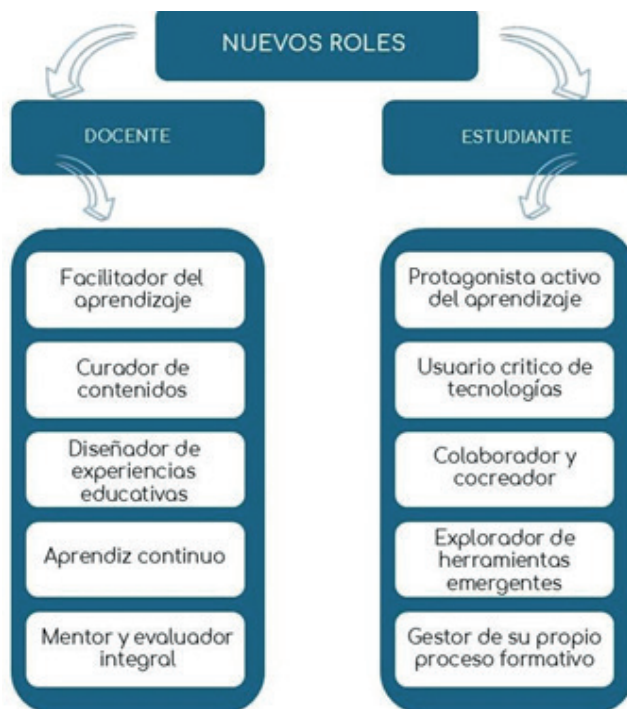 NUEVOS ROLES
DOCENTE
Facilitador del
aprendizaje
Curador de
contenidos
Diseñador de
experiencias
educativas
Aprendiz continuo
Mentor y evaluador
integral
ESTUDIANTE
Protagonista activo
del aprendizaje
Usuario critico de
tecnologías
Colaborador y
cocreador
Explorador de
herramientas
emergentes
Gestor de su propio
proceso formativo